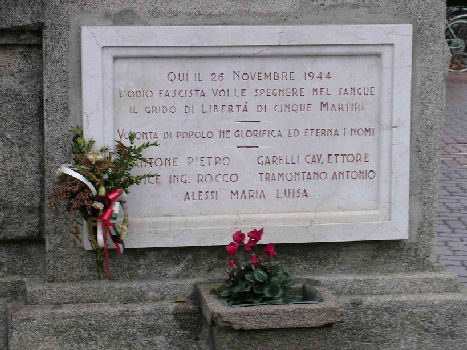 QUI IL 26 NOVEMBRE 1944
L'ODIO FASCISTA VOLLE SPEGNERE NEL SANGUE
IL GRIDO DI LIBERTÀ DI CINQUE MARTIRI
VOLONTÀ DI POPOLO NE GLORIFICA ED ETERNA I NOMI
PIETRO GARELLI CAV. ETTORE
ING. ROCCO TRAMONTANO ANTONIO
ALESSI MARIA LUISA